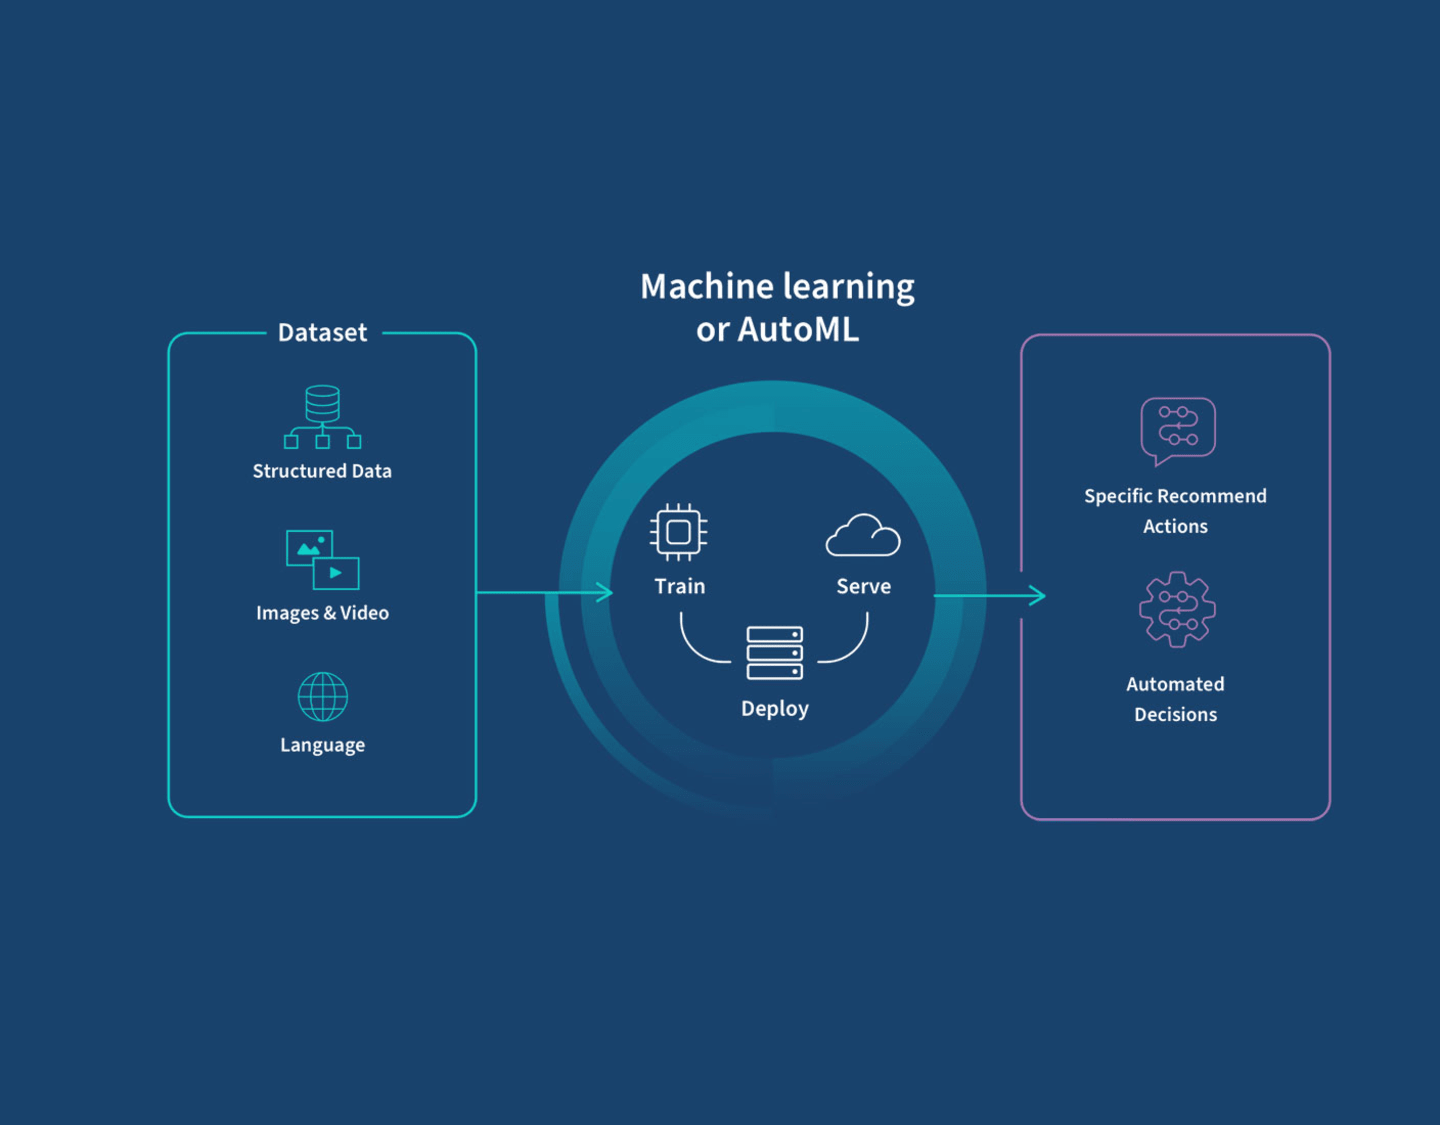 Machine learning
or AutoML
Dataset
Structured Data
Images & Video
Language
Train
Serve
Deploy
Specific Recommend
Actions
Automated
Decisions